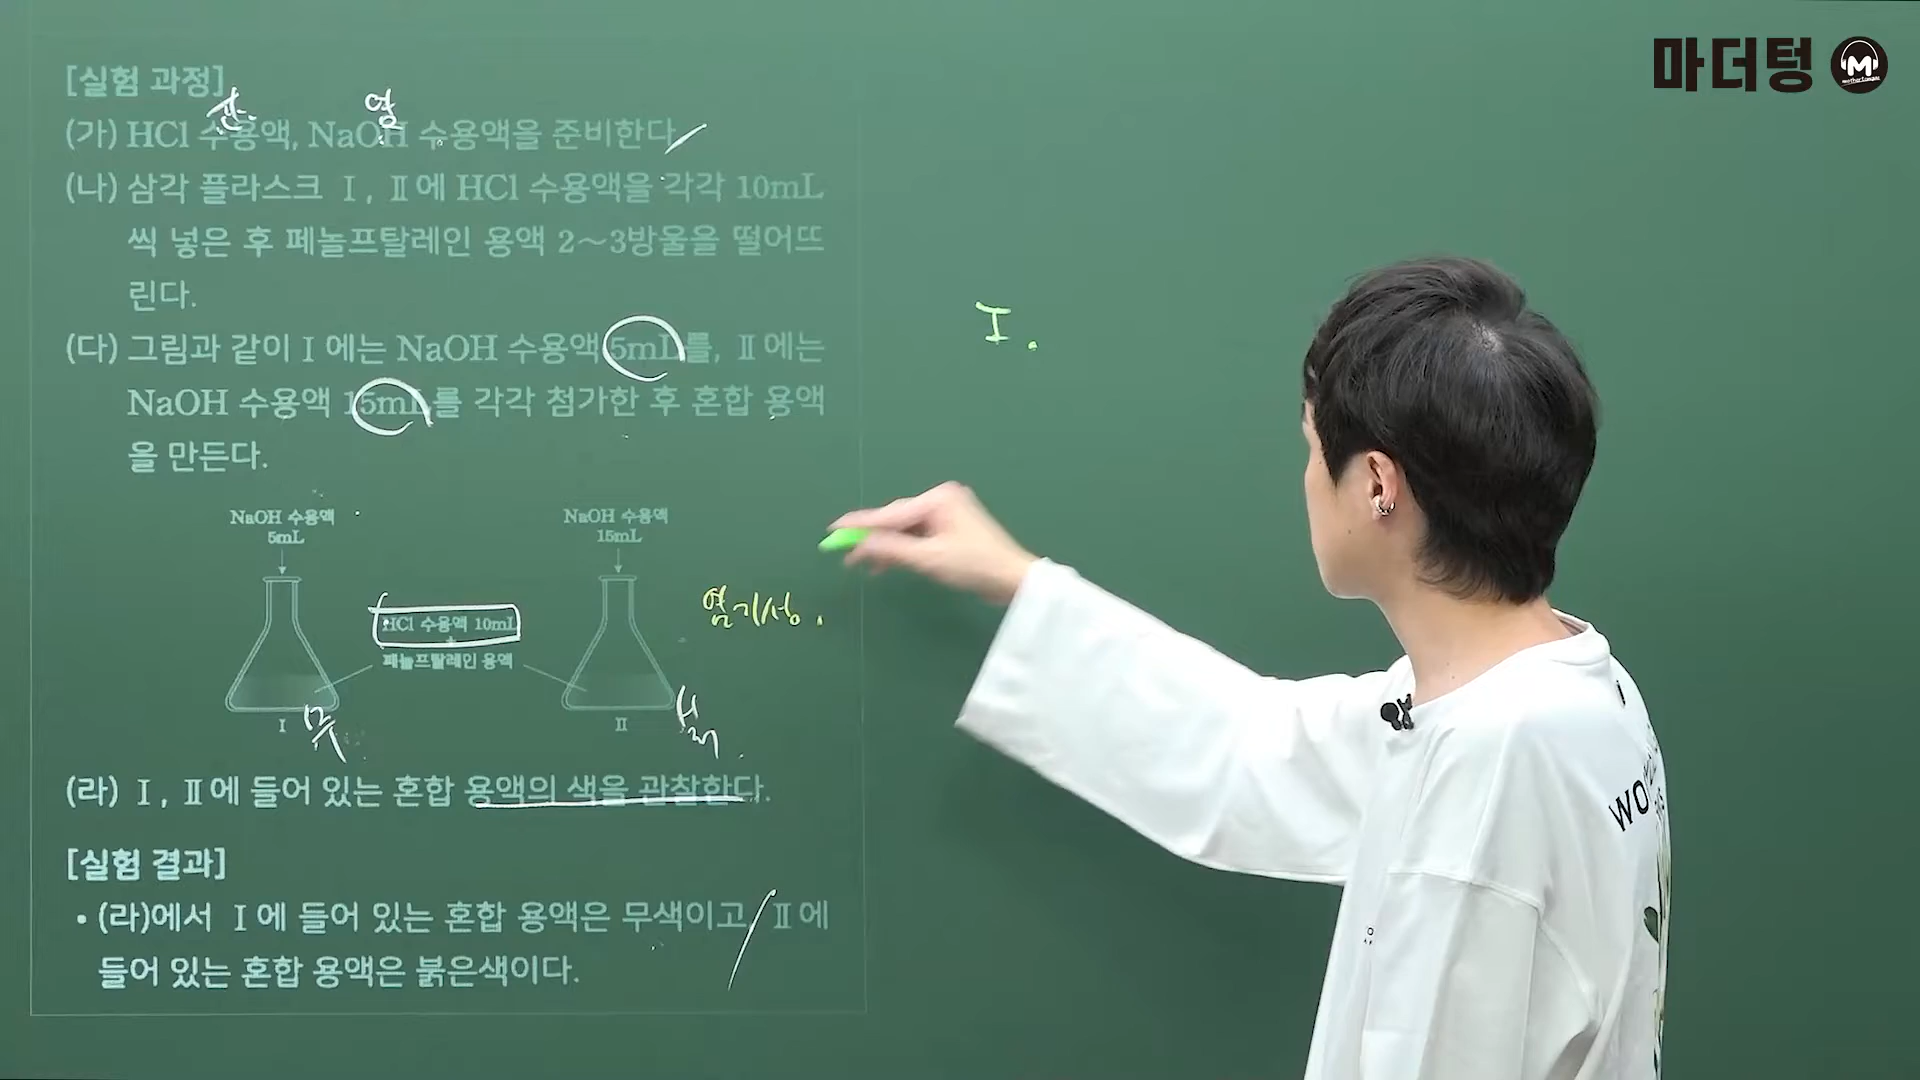 마더텅
M
[실험 과정]
산 염
(가) HCl 수용액, NaOH 수용액을 준비한다.
(나) 삼각 플라스크 Ⅰ, Ⅱ에 HCl 수용액을 각각 10mL
씩 넣은 후 페놀프탈레인 용액 2~3방울을 떨어뜨
린다.
(다) 그림과 같이 Ⅰ에는 NaOH 수용액 5mL를, Ⅱ에는
NaOH 수용액 15mL를 각각 첨가한 후 혼합 용액
을 만든다.
Ⅰ.
NaOH 수용액
5mL
NaOH 수용액
15mL
HCl 수용액 10mL
+
페놀프탈레인 용액
염기성.
Ⅰ
무
Ⅱ
(라) Ⅰ, Ⅱ에 들어 있는 혼합 용액의 색을 관찰한다.
[실험 결과]
• (라)에서 Ⅰ에 들어 있는 혼합 용액은 무색이고, Ⅱ에
들어 있는 혼합 용액은 붉은색이다.